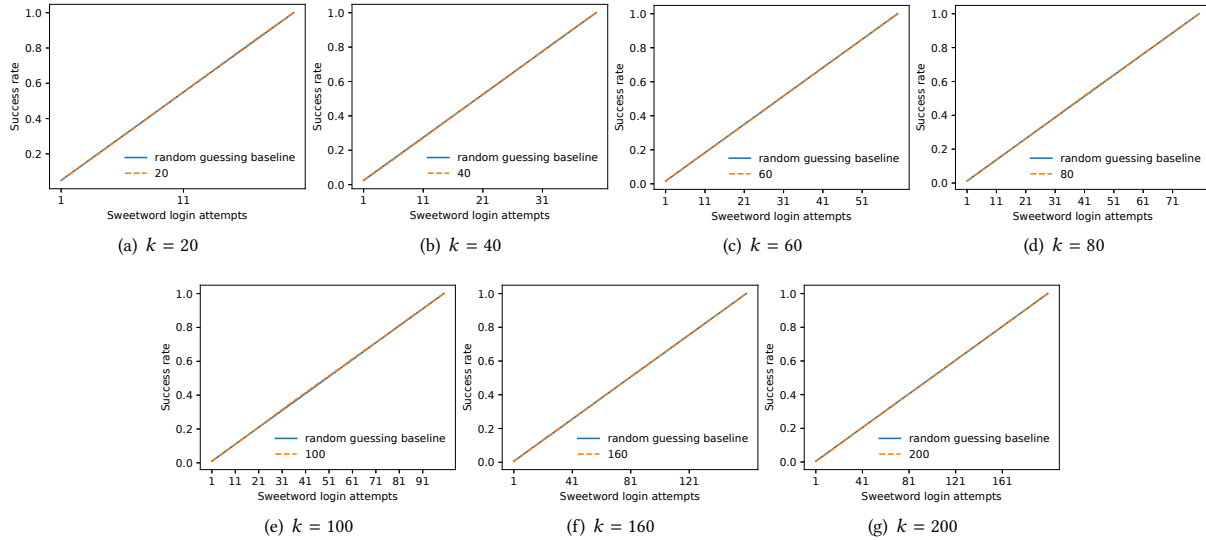 1.0
0.8
0.6
0.4
0.2
Success rate
random guessing baseline
20
1 11
Sweetword login attempts
(a) k = 20
1.0
0.8
0.6
0.4
0.2
0.0
Success rate
random guessing baseline
40
1 11 21 31
Sweetword login attempts
(b) k = 40
1.0
0.8
0.6
0.4
0.2
0.0
Success rate
random guessing baseline
60
1 11 21 31 41 51
Sweetword login attempts
(c) k = 60
1.0
0.8
0.6
0.4
0.2
0.0
Success rate
random guessing baseline
80
1 11 21 31 41 51 61 71
Sweetword login attempts
(d) k = 80
1.0
0.8
0.6
0.4
0.2
0.0
Success rate
random guessing baseline
100
1 11 21 31 41 51 61 71 81 91
Sweetword login attempts
(e) k = 100
1.0
0.8
0.6
0.4
0.2
0.0
Success rate
random guessing baseline
160
1 41 81 121
Sweetword login attempts
(f) k = 160
1.0
0.8
0.6
0.4
0.2
0.0
Success rate
random guessing baseline
200
1 41 81 121 161
Sweetword login attempts
(g) k = 200